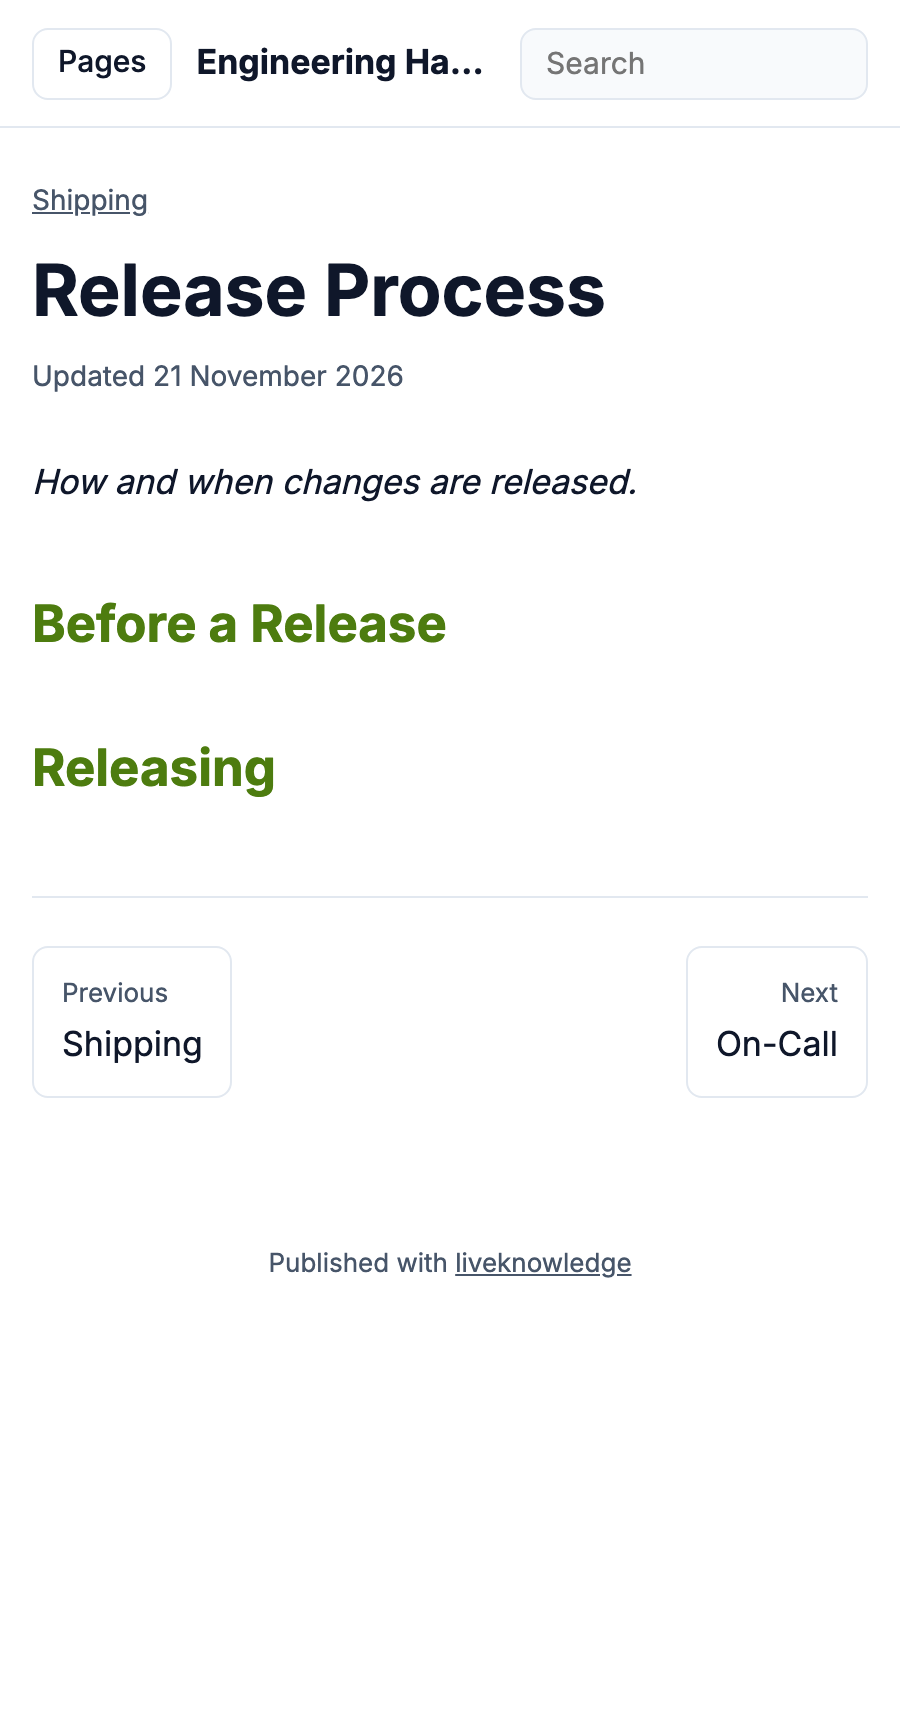 Pages
Engineering Ha...
Search
Shipping
Release Process
Updated 21 November 2026
How and when changes are released.
Before a Release
Releasing
Previous
Shipping
Next
On-Call
Published with liveknowledge